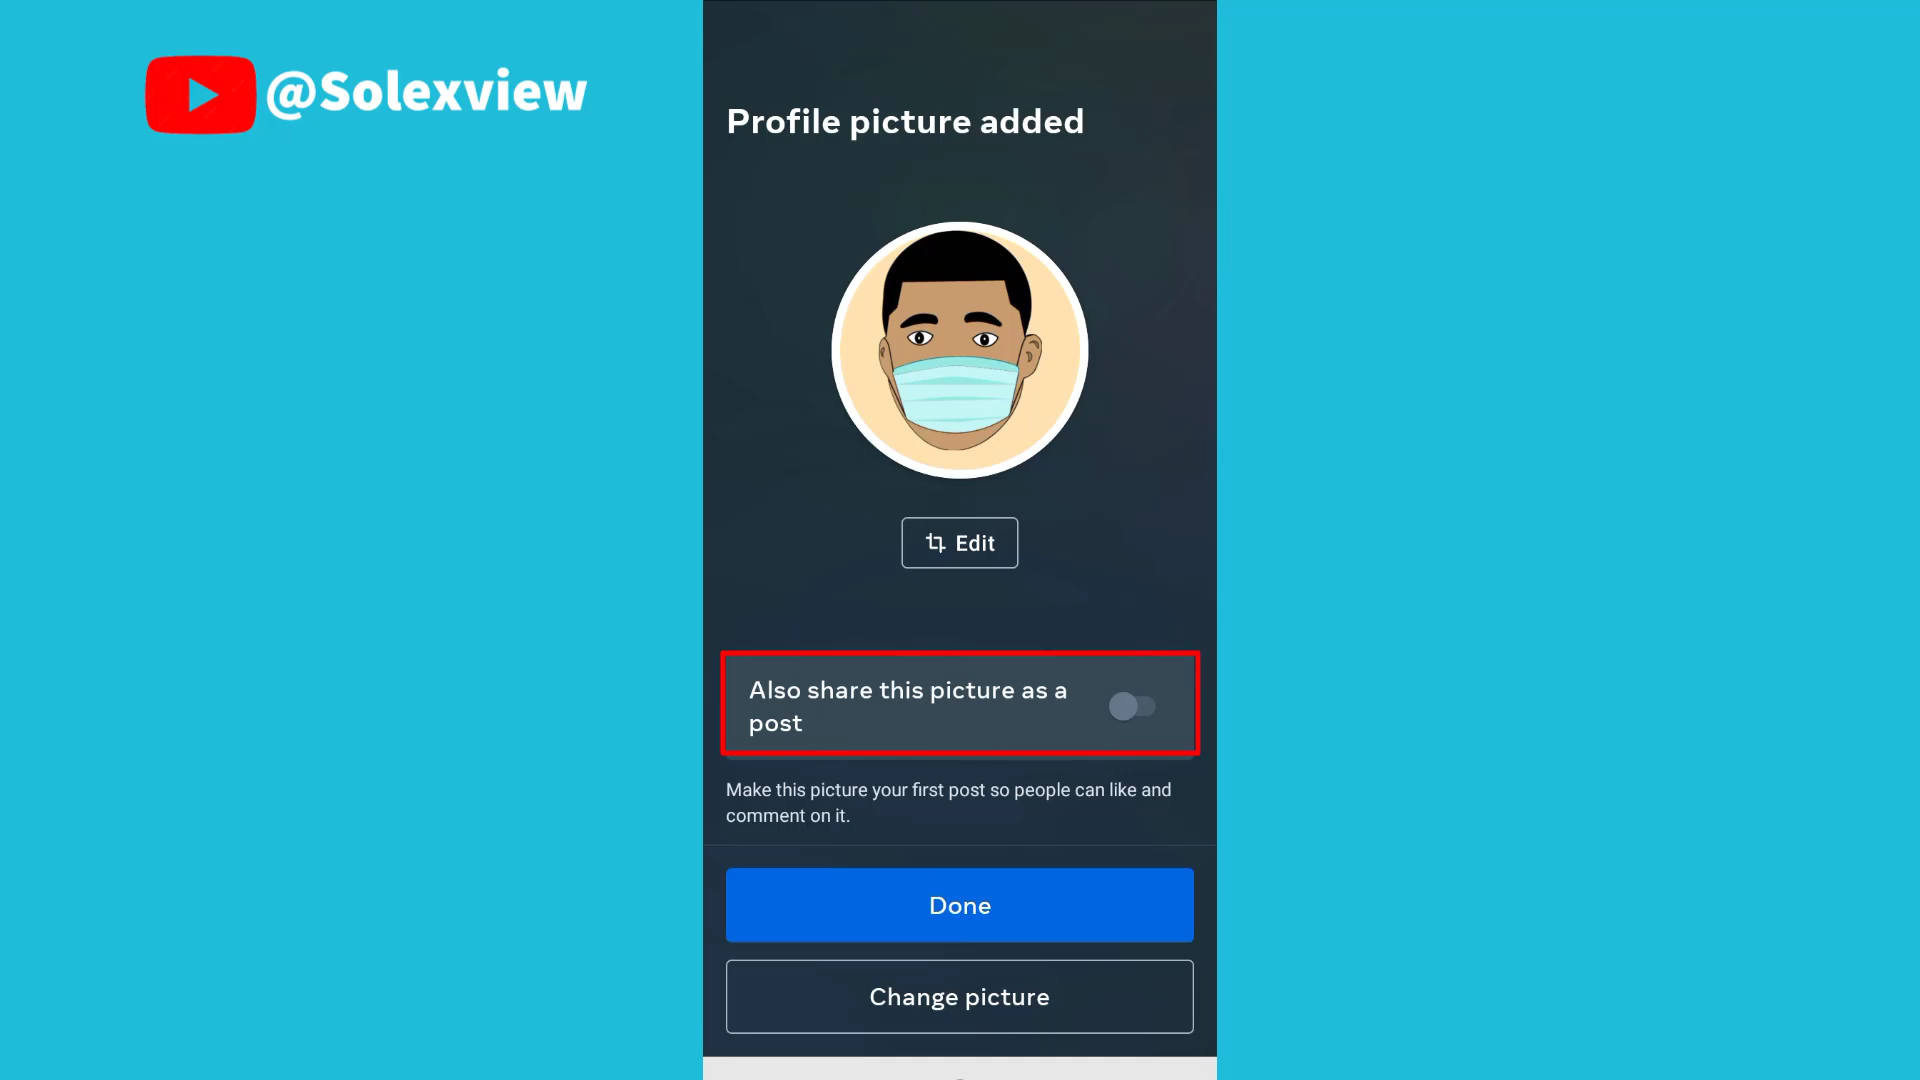 @Solexview
Profile picture added
Edit
Also share this picture as a
post
Make this picture your first post so people can like and
comment on it.
Done
Change picture